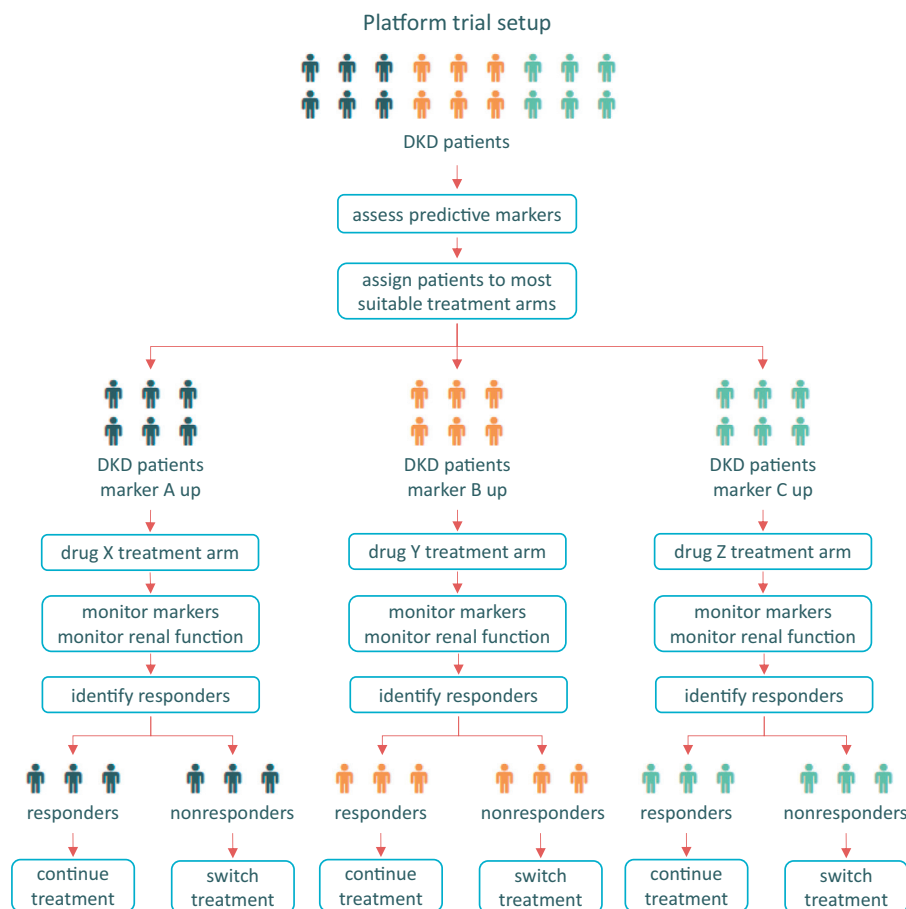 Platform trial setup
DKD patients
assess predictive markers
assign patients to most
suitable treatment arms
DKD patients
marker A up
DKD patients
marker B up
DKD patients
marker C up
drug X treatment arm
drug Y treatment arm
drug Z treatment arm
monitor markers
monitor renal function
monitor markers
monitor renal function
monitor markers
monitor renal function
identify responders
identify responders
identify responders
responders
nonresponders
responders
nonresponders
responders
nonresponders
continue
treatment
switch
treatment
continue
treatment
switch
treatment
continue
treatment
switch
treatment